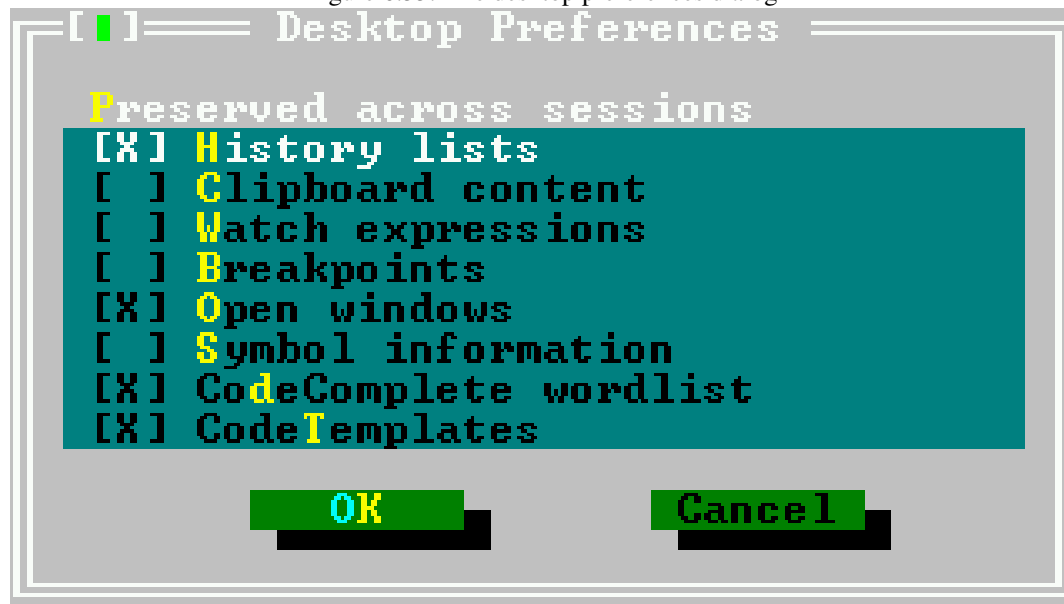 [▮] Desktop Preferences
Preserved across sessions
[X] History lists
[ ] Clipboard content
[ ] Watch expressions
[ ] Breakpoints
[X] Open windows
[ ] Symbol information
[X] CodeComplete wordlist
[X] CodeTemplates
OK Cancel